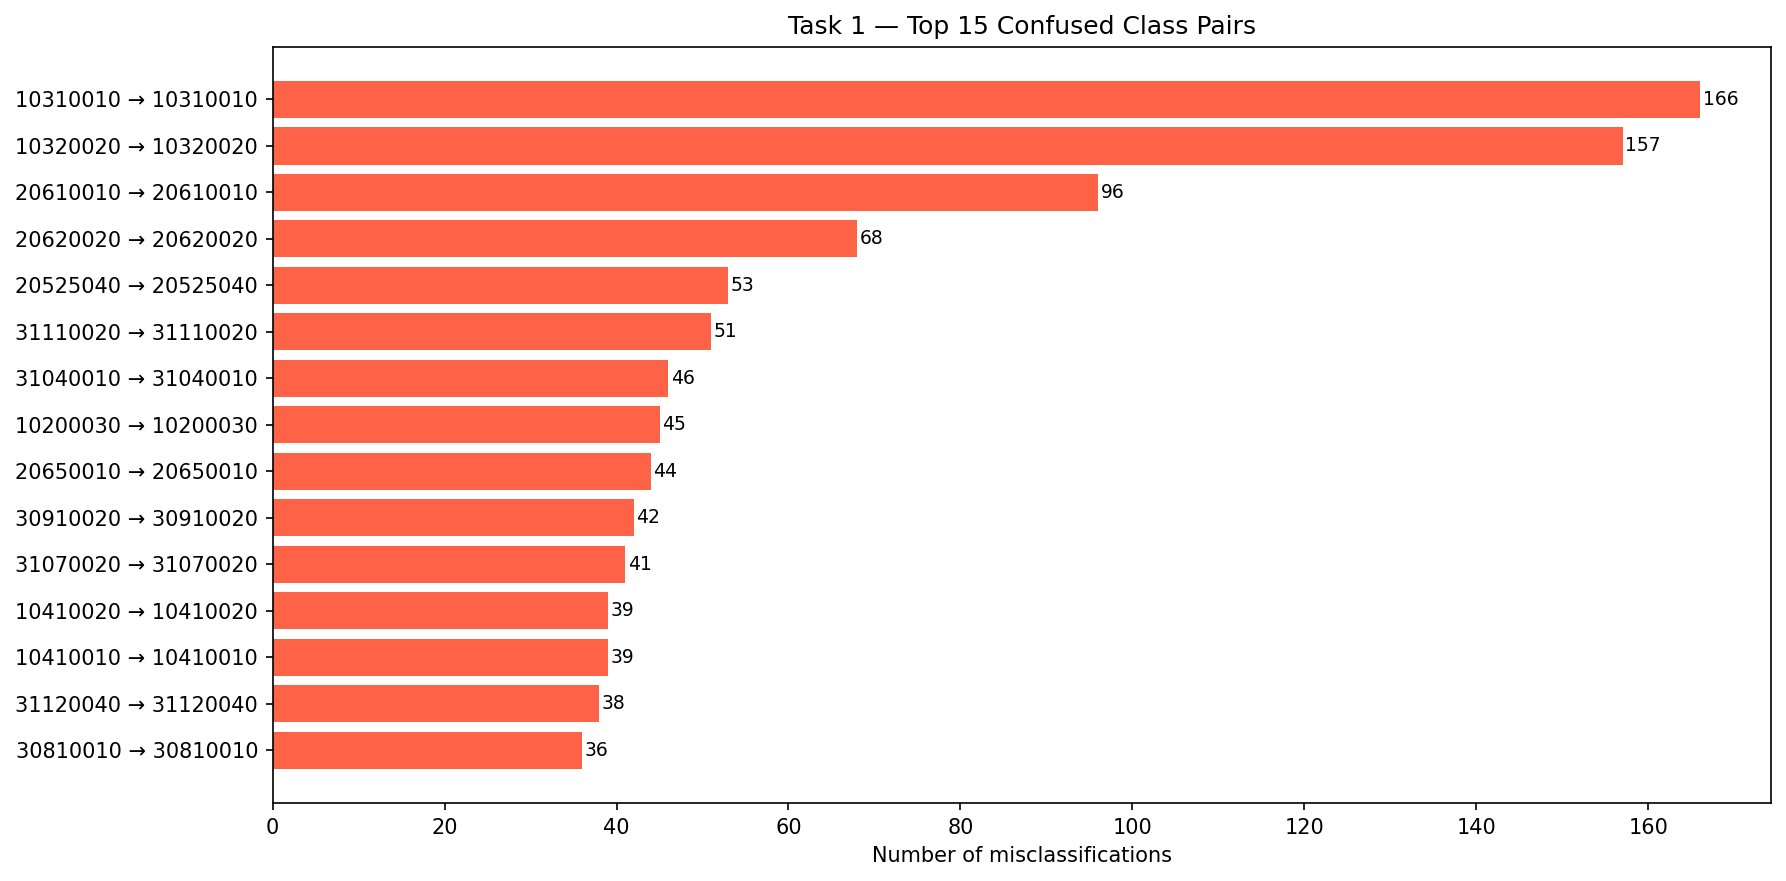 Task 1 — Top 15 Confused Class Pairs
10310010 → 10310010
166
10320020 → 10320020
157
20610010 → 20610010
96
20620020 → 20620020
68
20525040 → 20525040
53
31110020 → 31110020
51
31040010 → 31040010
46
10200030 → 10200030
45
20650010 → 20650010
44
30910020 → 30910020
42
31070020 → 31070020
41
10410020 → 10410020
39
10410010 → 10410010
39
31120040 → 31120040
38
30810010 → 30810010
36
0 20 40 60 80 100 120 140 160
Number of misclassifications